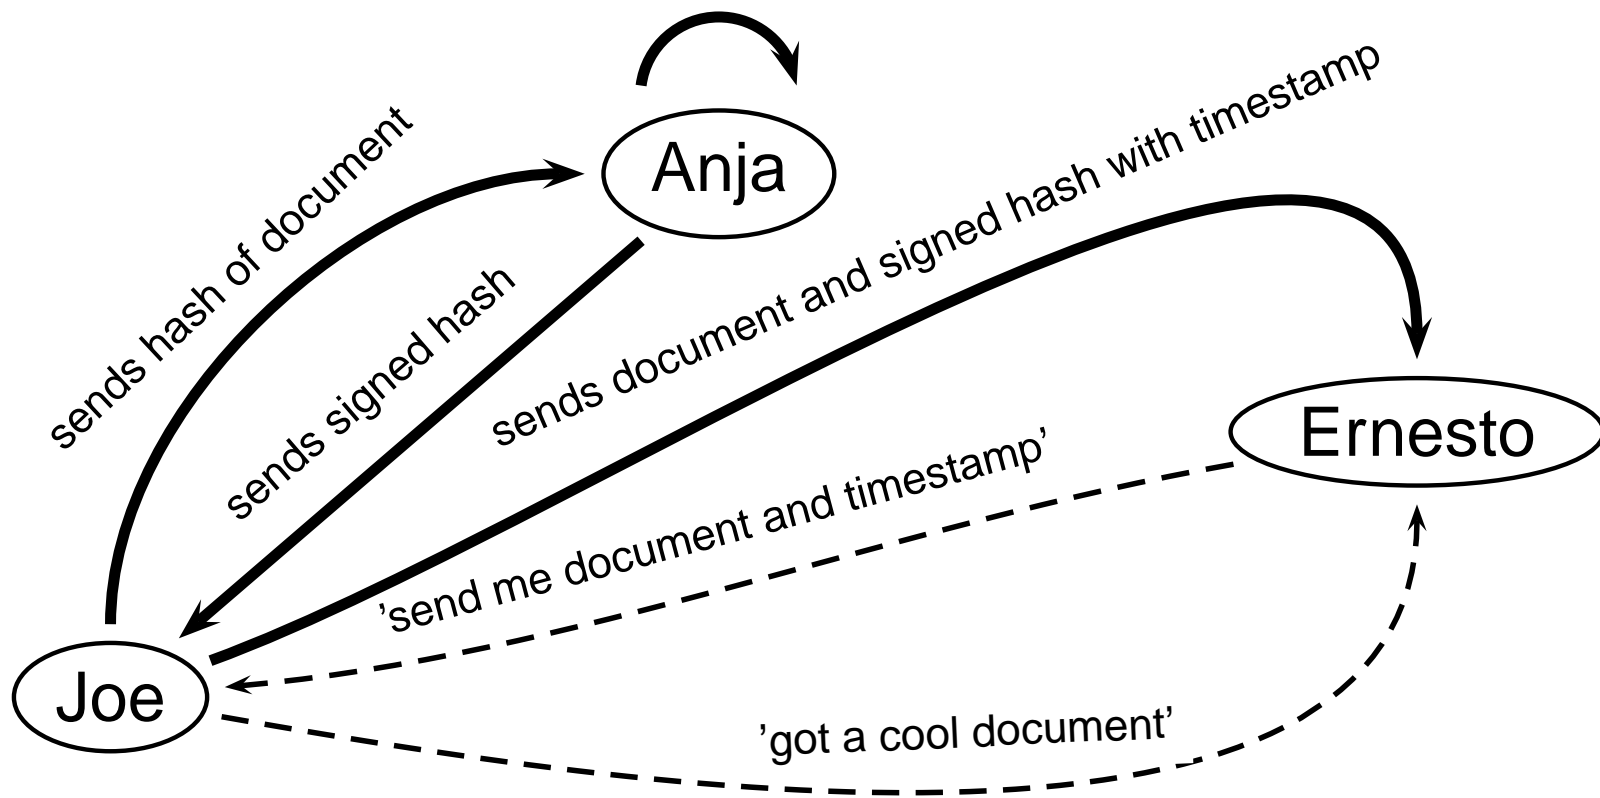 Anja
sends hash of document
sends signed hash
sends document and signed hash with timestamp
Ernesto
’send me document and timestamp’
Joe
’got a cool document’